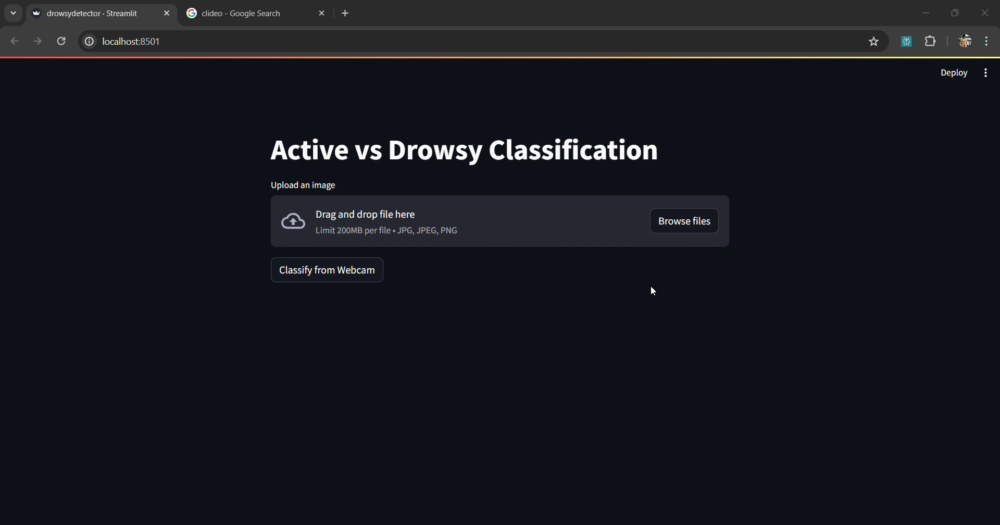 drowsydetector · Streamlit
clideo - Google Search
localhost:8501
Deploy
Active vs Drowsy Classification
Upload an image
Drag and drop file here
Browse files
Limit 200MB per file • JPG, JPEG, PNG
Classify from Webcam